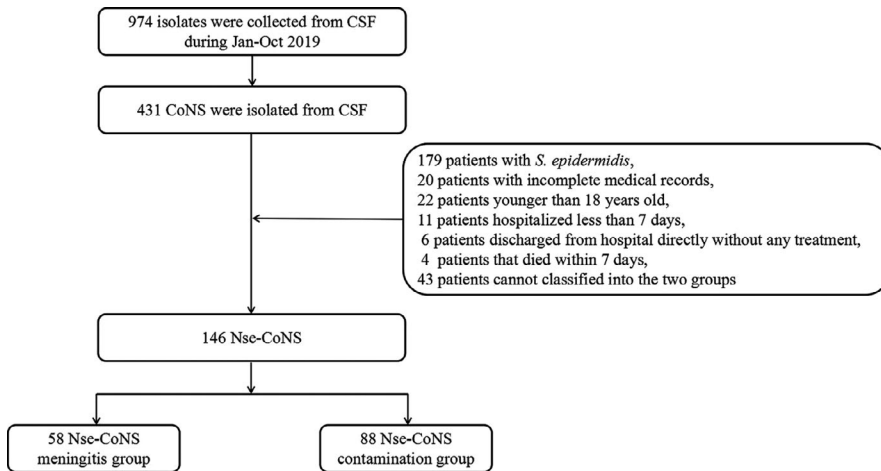 974 isolates were collected from CSF
during Jan-Oct 2019
431 CoNS were isolated from CSF
179 patients with S. epidermidis,
20 patients with incomplete medical records,
22 patients younger than 18 years old,
11 patients hospitalized less than 7 days,
6 patients discharged from hospital directly without any treatment,
4 patients that died within 7 days,
43 patients cannot classified into the two groups
146 Nse-CoNS
58 Nse-CoNS
meningitis group
88 Nse-CoNS
contamination group